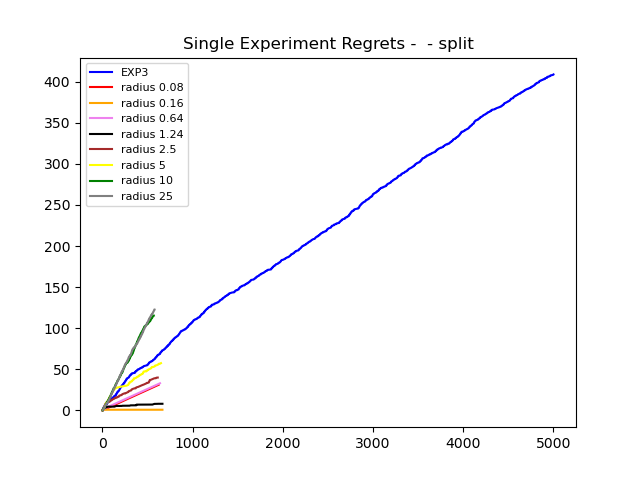 Single Experiment Regrets -  - split
EXP3
radius 0.08
radius 0.16
radius 0.64
radius 1.24
radius 2.5
radius 5
radius 10
radius 25
400
350
300
250
200
150
100
50
0
0 1000 2000 3000 4000 5000